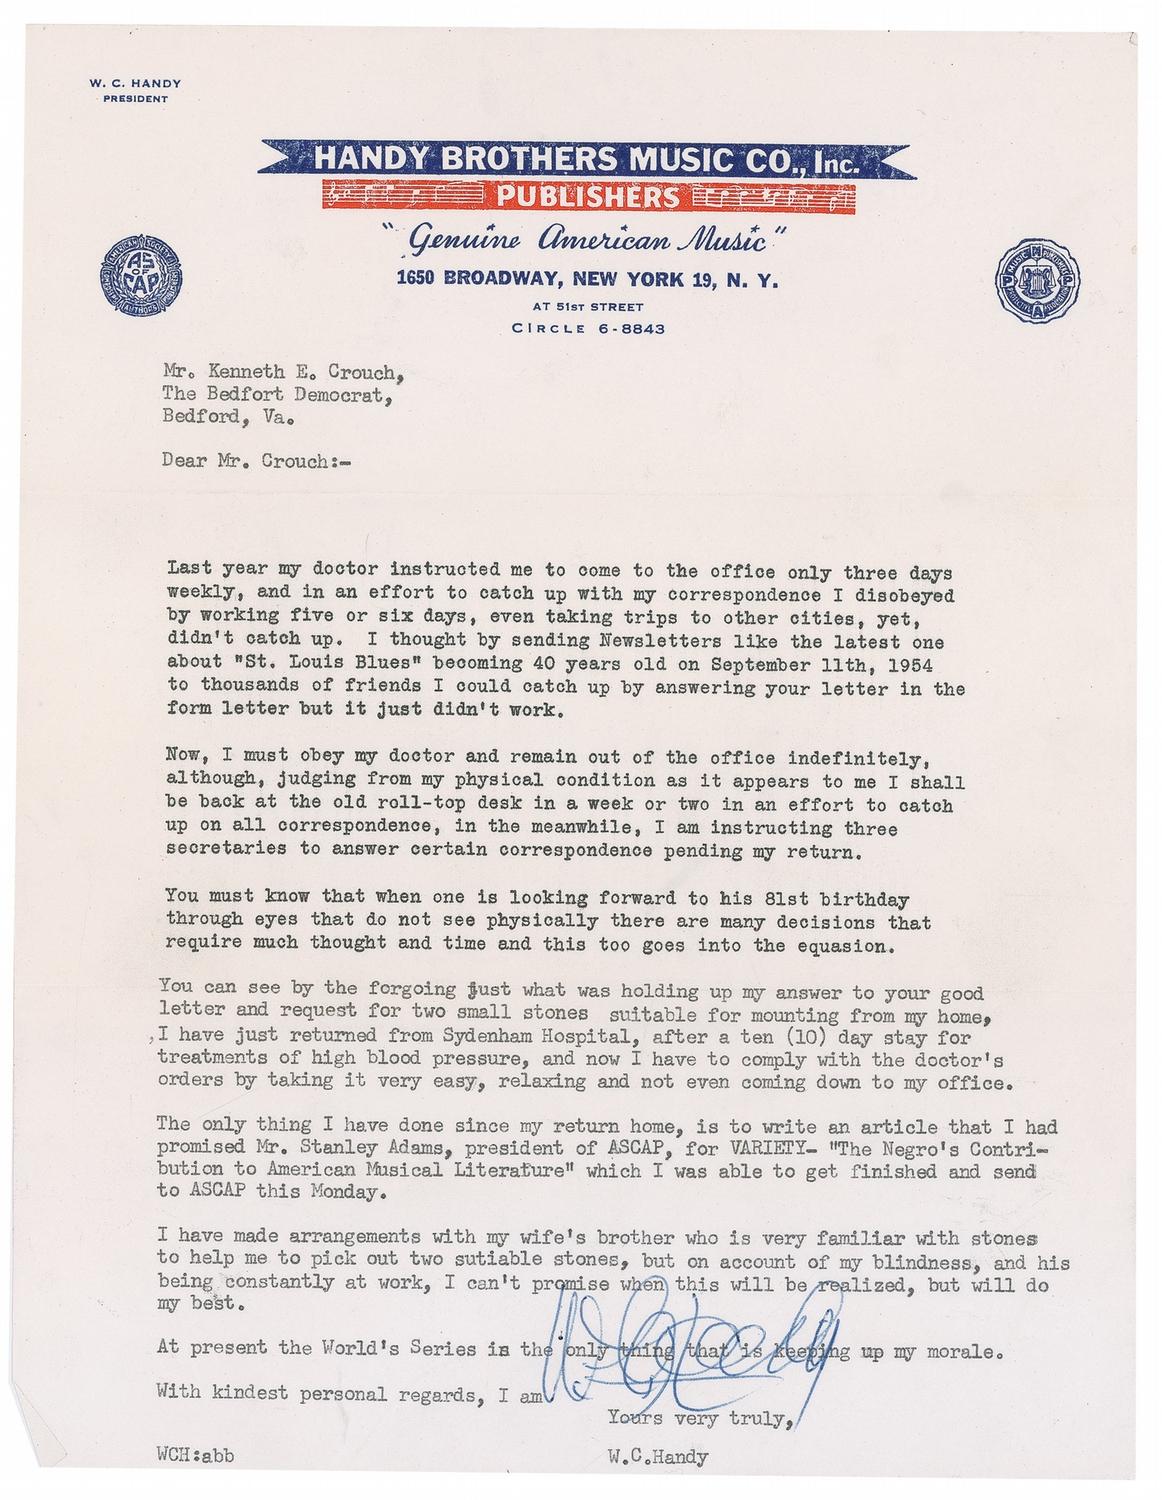 W. C. HANDY
PRESIDENT
HANDY BROTHERS MUSIC CO., Inc.
PUBLISHERS
"Genuine American Music"
1650 BROADWAY, NEW YORK 19, N. Y.
AT 51ST STREET
CIRCLE 6-8843
AMERICAN SOCIETY
AS
OF
CAP
AUTHORS
Mr. Kenneth E. Crouch,
The Bedfort Democrat,
Bedford, Va.
Dear Mr. Crouch:-
Last year my doctor instructed me to come to the office only three days
weekly, and in an effort to catch up with my correspondence I disobeyed
by working five or six days, even taking trips to other cities, yet,
didn't catch up.  I thought by sending Newsletters like the latest one
about "St. Louis Blues" becoming 40 years old on September 11th, 1954
to thousands of friends I could catch up by answering your letter in the
form letter but it just didn't work.
Now, I must obey my doctor and remain out of the office indefinitely,
although, judging from my physical condition as it appears to me I shall
be back at the old roll-top desk in a week or two in an effort to catch
up on all correspondence, in the meanwhile, I am instructing three
secretaries to answer certain correspondence pending my return.
You must know that when one is looking forward to his 81st birthday
through eyes that do not see physically there are many decisions that
require much thought and time and this too goes into the equasion.
You can see by the forgoing just what was holding up my answer to your good
letter and request for two small stones  suitable for mounting from my home,
,I have just returned from Sydenham Hospital, after a ten (10) day stay for
treatments of high blood pressure, and now I have to comply with the doctor's
orders by taking it very easy, relaxing and not even coming down to my office.
The only thing I have done since my return home, is to write an article that I had
promised Mr. Stanley Adams, president of ASCAP, for VARIETY- "The Negro's Contri-
bution to American Musical Literature" which I was able to get finished and send
to ASCAP this Monday.
I have made arrangements with my wife's brother who is very familiar with stones
to help me to pick out two sutiable stones, but on account of my blindness, and his
being constantly at work, I can't promise when this will be realized, but will do
my best.
At present the World's Series is the only thing that is keeping up my morale.
With kindest personal regards, I am
W.C. Handy
Yours very truly,
WCH:abb
W.C.Handy